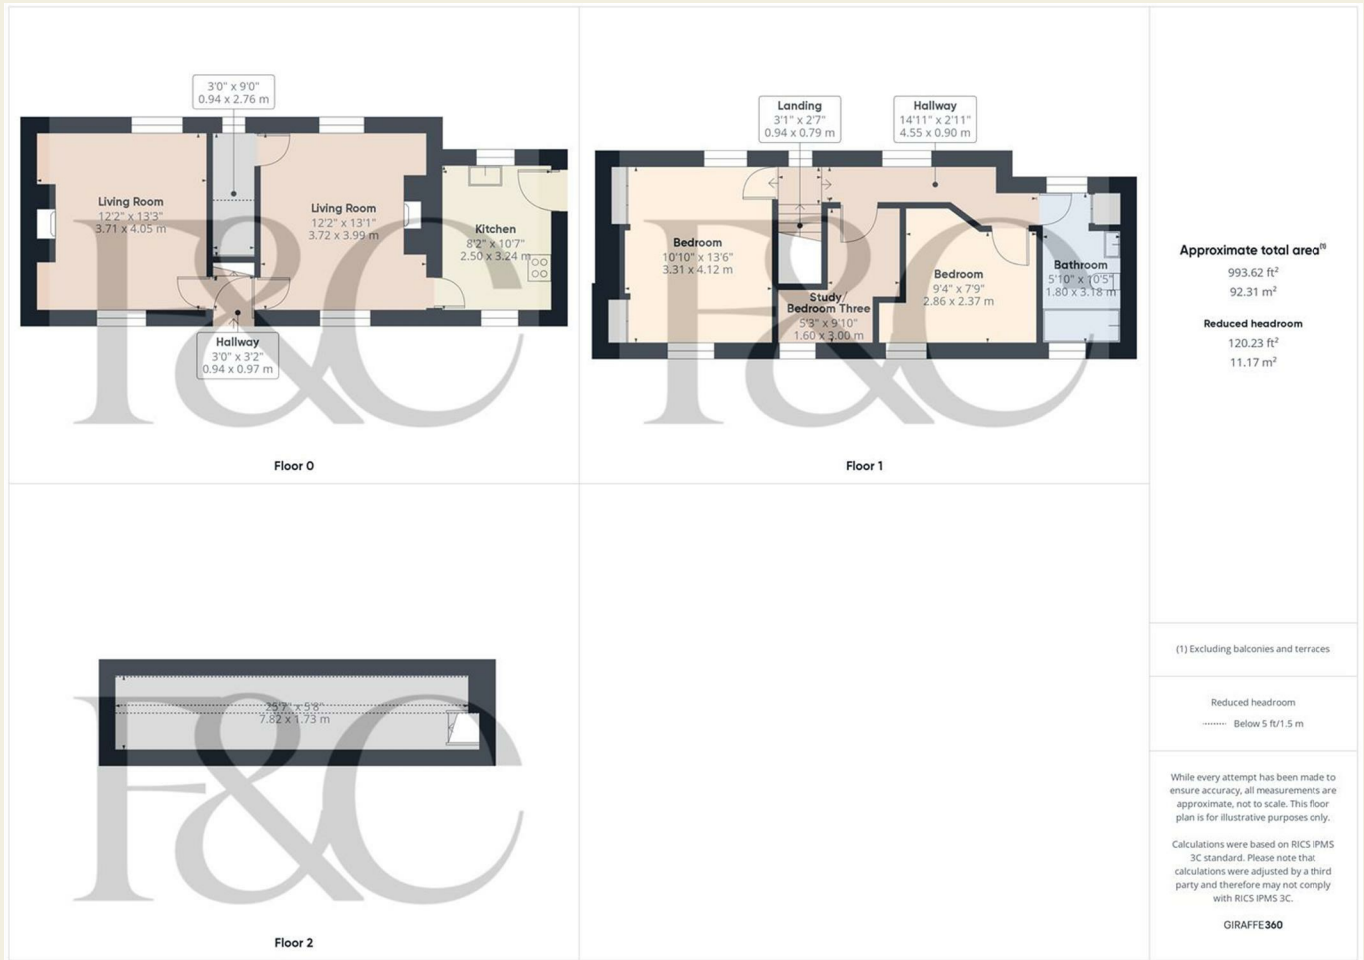 3'0" x 9'0"
0.94 x 2.76 m
Living Room
12'2" x 13'3"
3.71 x 4.05 m
Living Room
12'2" x 13'1"
3.72 x 3.99 m
Kitchen
8'2" x 10'7"
2.50 x 3.24 m
Hallway
3'0" x 3'2"
0.94 x 0.97 m
F&C
Floor 0
Landing
3'1" x 2'7"
0.94 x 0.79 m
Hallway
14'11" x 2'11"
4.55 x 0.90 m
Bedroom
10'10" x 13'6"
3.31 x 4.12 m
Study/
Bedroom Three
5'3" x 9'10"
1.60 x 3.00 m
Bedroom
9'4" x 7'9"
2.86 x 2.37 m
Bathroom
5'10" x 10'5"
1.80 x 3.18 m
F&C
Floor 1
25'7" x 5'8"
7.82 x 1.73 m
F&C
Floor 2
Approximate total area(1)
993.62 ft²
92.31 m²
Reduced headroom
120.23 ft²
11.17 m²
(1) Excluding balconies and terraces
Reduced headroom
Below 5 ft/1.5 m
While every attempt has been made to
ensure accuracy, all measurements are
approximate, not to scale. This floor
plan is for illustrative purposes only.
Calculations were based on RICS IPMS
3C standard. Please note that
calculations were adjusted by a third
party and therefore may not comply
with RICS IPMS 3C.
GIRAFFE360